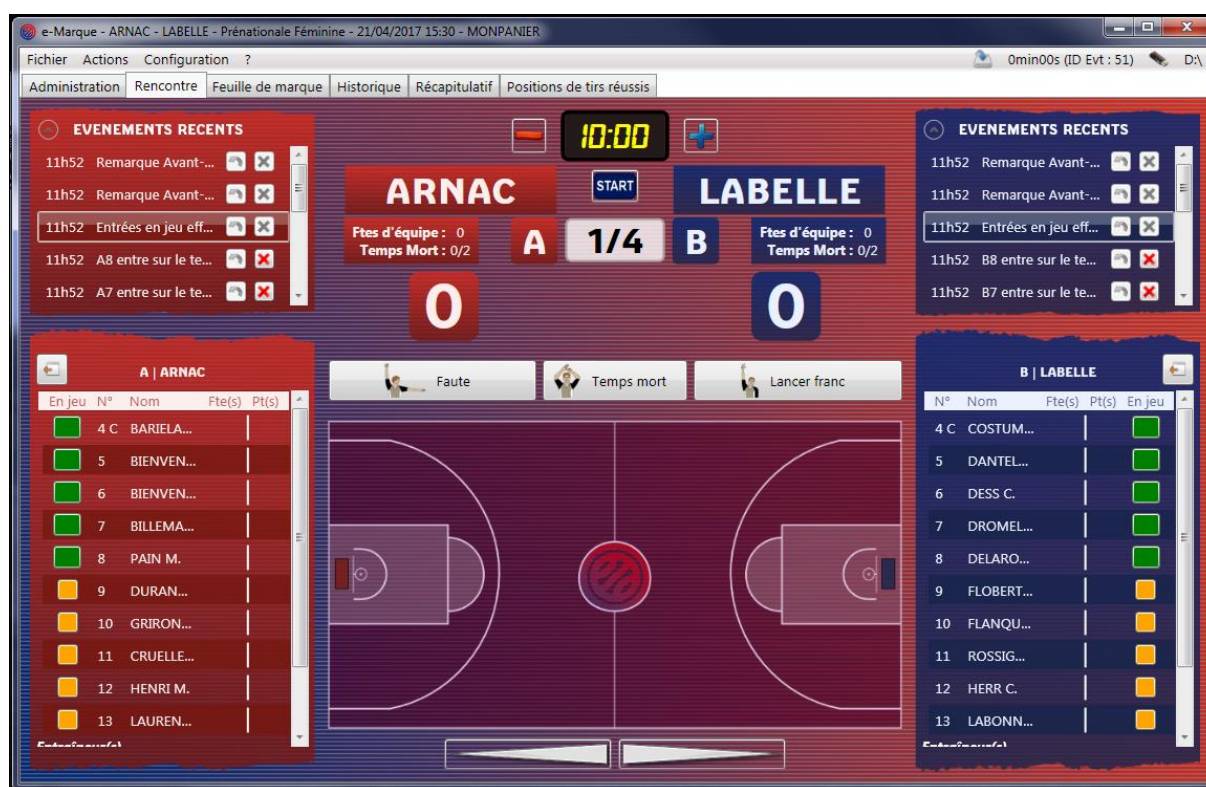 e-Marque - ARNAC - LABELLE - Prénationale Féminine - 21/04/2017 15:30 - MONPANIER
Fichier Actions Configuration ? 0min00s (ID Evt : 51) D:\
Administration Rencontre Feuille de marque Historique Récapitulatif Positions de tirs réussis
EVENEMENTS RECENTS
11h52 Remarque Avant-...
11h52 Remarque Avant-...
11h52 Entrées en jeu eff...
11h52 A8 entre sur le te...
11h52 A7 entre sur le te...
10:00
START
ARNAC
LABELLE
Ftes d'équipe : 0
Temps Mort : 0/2
A 1/4 B
Ftes d'équipe : 0
Temps Mort : 0/2
0 0
EVENEMENTS RECENTS
11h52 Remarque Avant-...
11h52 Remarque Avant-...
11h52 Entrées en jeu eff...
11h52 B8 entre sur le te...
11h52 B7 entre sur le te...
Faute Temps mort Lancer franc
A | ARNAC
En jeu N° Nom Fte(s) Pt(s)
4 C BARIELA...
5 BIENVEN...
6 BIENVEN...
7 BILLEMA...
8 PAIN M.
9 DURAN...
10 GRIRON...
11 CRUELLE...
12 HENRI M.
13 LAUREN...
B | LABELLE
N° Nom Fte(s) Pt(s) En jeu
4 C COSTUM...
5 DANTEL...
6 DESS C.
7 DROMEL...
8 DELARO...
9 FLOBERT...
10 FLANQU...
11 ROSSIG...
12 HERR C.
13 LABONN...